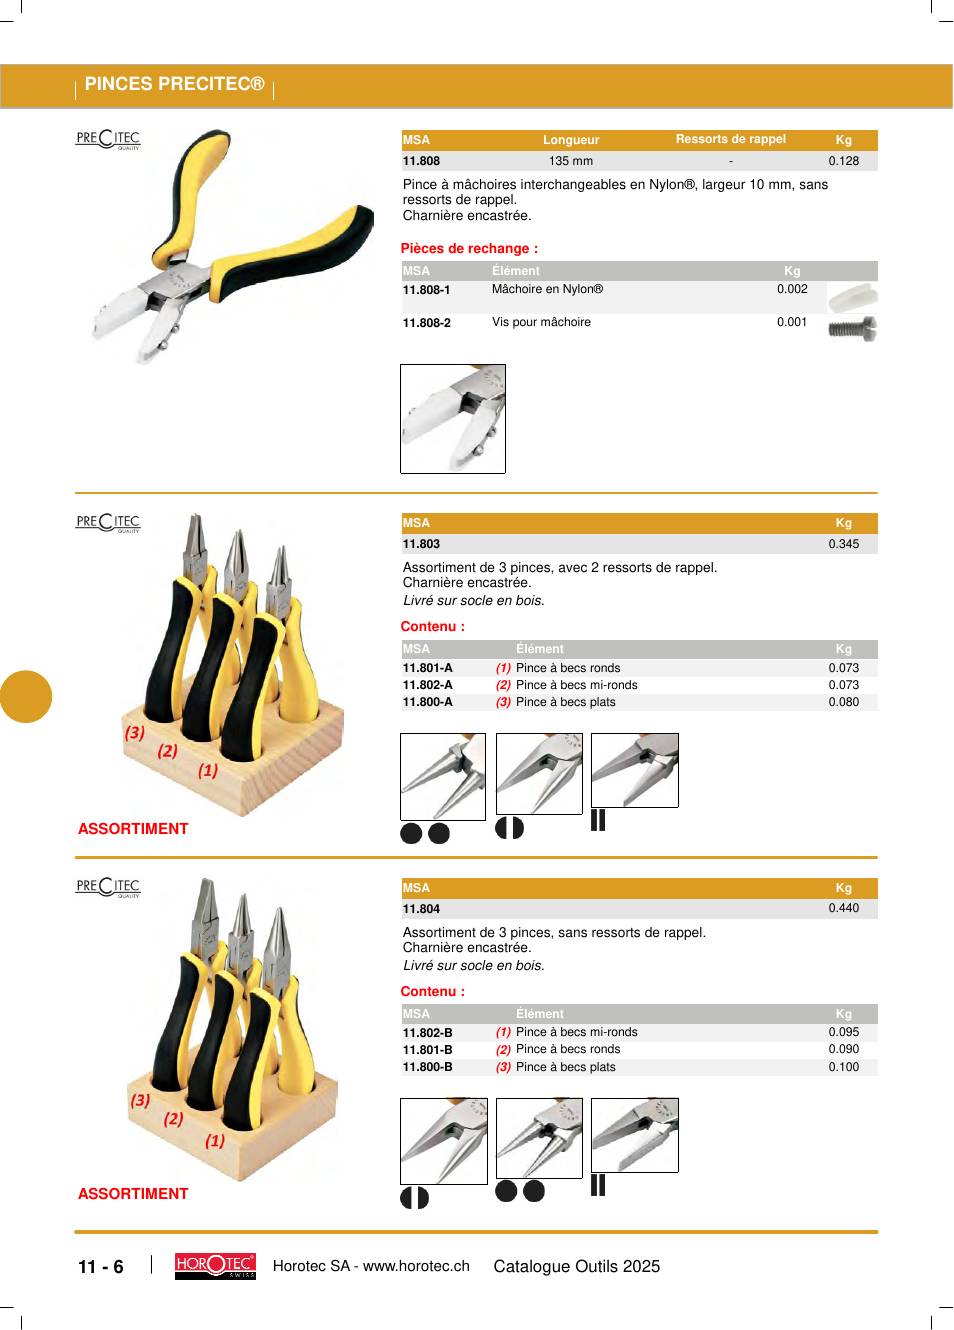 PINCES PRECITEC®
PRECITEC
QUALITY
MSA Longueur Ressorts de rappel Kg
11.808 135 mm - 0.128
Pince à mâchoires interchangeables en Nylon®, largeur 10 mm, sans
ressorts de rappel.
Charnière encastrée.
Pièces de rechange :
MSA Élément Kg
11.808-1 Mâchoire en Nylon® 0.002
11.808-2 Vis pour mâchoire 0.001
PRECITEC
QUALITY
MSA Kg
11.803 0.345
Assortiment de 3 pinces, avec 2 ressorts de rappel.
Charnière encastrée.
Livré sur socle en bois.
Contenu :
MSA Élément Kg
11.801-A (1) Pince à becs ronds 0.073
11.802-A (2) Pince à becs mi-ronds 0.073
11.800-A (3) Pince à becs plats 0.080
(3)
(2)
(1)
ASSORTIMENT
PRECITEC
QUALITY
MSA Kg
11.804 0.440
Assortiment de 3 pinces, sans ressorts de rappel.
Charnière encastrée.
Livré sur socle en bois.
Contenu :
MSA Élément Kg
11.802-B (1) Pince à becs mi-ronds 0.095
11.801-B (2) Pince à becs ronds 0.090
11.800-B (3) Pince à becs plats 0.100
(3)
(2)
(1)
ASSORTIMENT
11 - 6 HOROTEC® SWISS Horotec SA - www.horotec.ch Catalogue Outils 2025